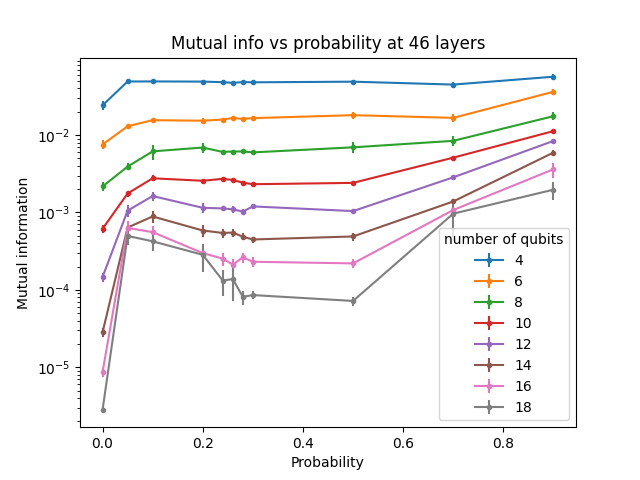 Mutual info vs probability at 46 layers
Mutual information
10⁻²
10⁻³
10⁻⁴
10⁻⁵
number of qubits
4
6
8
10
12
14
16
18
0.0 0.2 0.4 0.6 0.8
Probability